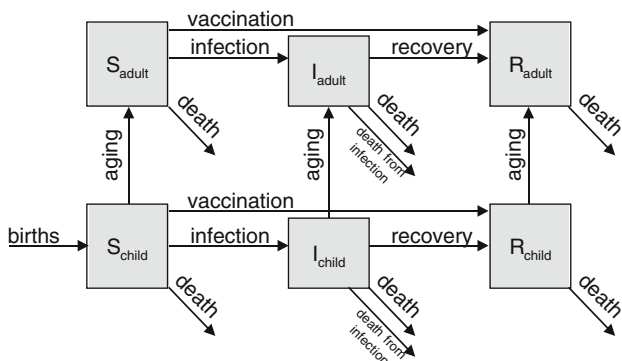 vaccination
S adult
infection
I adult
recovery
R adult
death
death
death from
infection
death
aging
aging
aging
vaccination
births
S child
infection
I child
recovery
R child
death
death
death from
infection
death